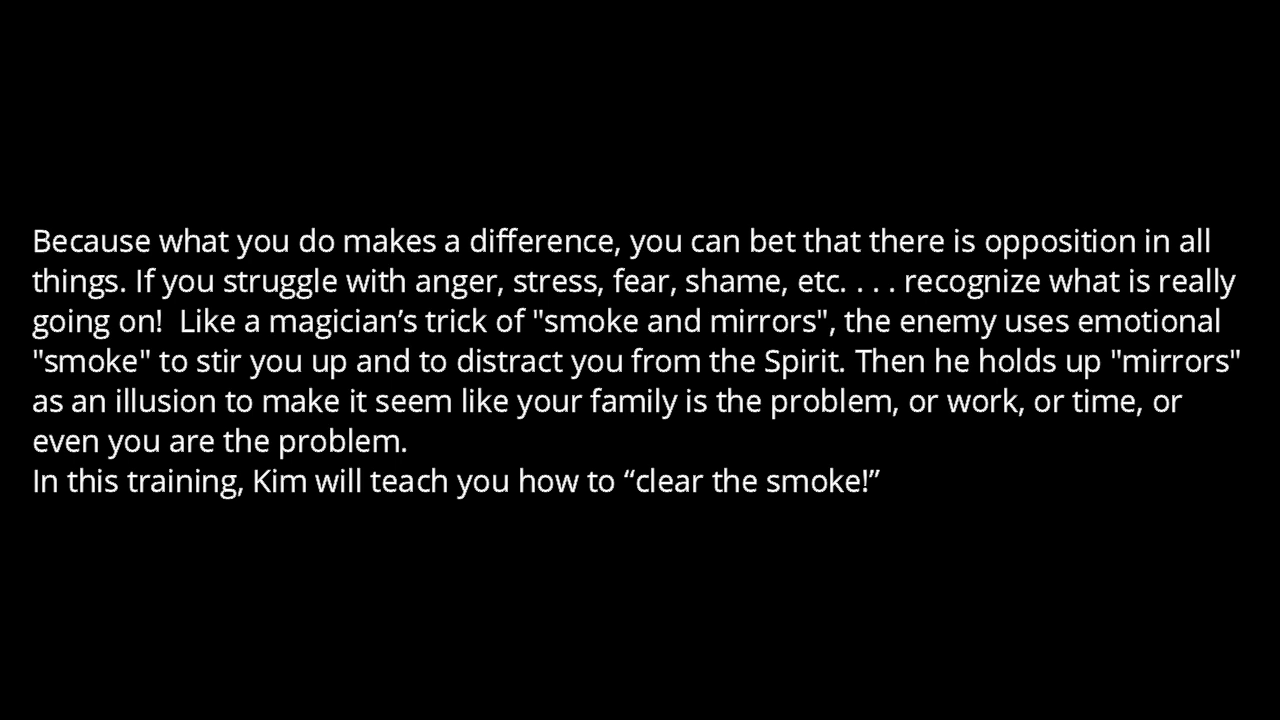 Because what you do makes a difference, you can bet that there is opposition in all
things. If you struggle with anger, stress, fear, shame, etc. . . . recognize what is really
going on!  Like a magician’s trick of "smoke and mirrors", the enemy uses emotional
"smoke" to stir you up and to distract you from the Spirit. Then he holds up "mirrors"
as an illusion to make it seem like your family is the problem, or work, or time, or
even you are the problem.
In this training, Kim will teach you how to “clear the smoke!”